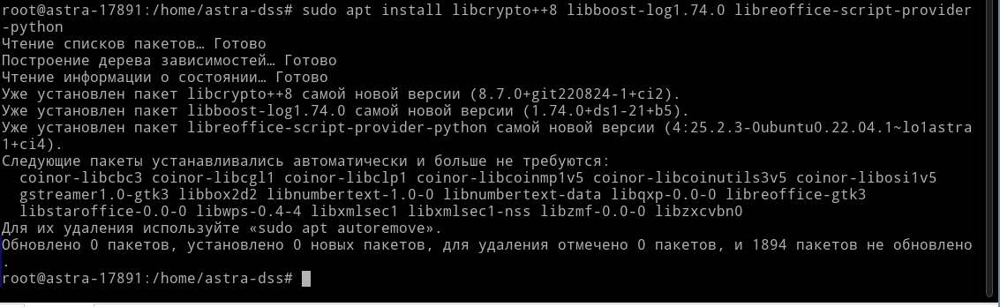 root@astra-17891:/home/astra-dss# sudo apt install libcrypto++8 libboost-log1.74.0 libreoffice-script-provider
-python
Чтение списков пакетов… Готово
Построение дерева зависимостей… Готово
Чтение информации о состоянии… Готово
Уже установлен пакет libcrypto++8 самой новой версии (8.7.0+git220824-1+ci2).
Уже установлен пакет libboost-log1.74.0 самой новой версии (1.74.0+ds1-21+b5).
Уже установлен пакет libreoffice-script-provider-python самой новой версии (4:25.2.3-0ubuntu0.22.04.1~lo1astra
1+ci4).
Следующие пакеты устанавливались автоматически и больше не требуются:
  coinor-libcbc3 coinor-libcgl1 coinor-libclp1 coinor-libcoinmp1v5 coinor-libcoinutils3v5 coinor-libosi1v5
  gstreamer1.0-gtk3 libbox2d2 libnumbertext-1.0-0 libnumbertext-data libqxp-0.0-0 libreoffice-gtk3
  libstaroffice-0.0-0 libwps-0.4-4 libxmlsec1 libxmlsec1-nss libzmf-0.0-0 libzxcvbn0
Для их удаления используйте «sudo apt autoremove».
Обновлено 0 пакетов, установлено 0 новых пакетов, для удаления отмечено 0 пакетов, и 1894 пакетов не обновлено
.
root@astra-17891:/home/astra-dss#